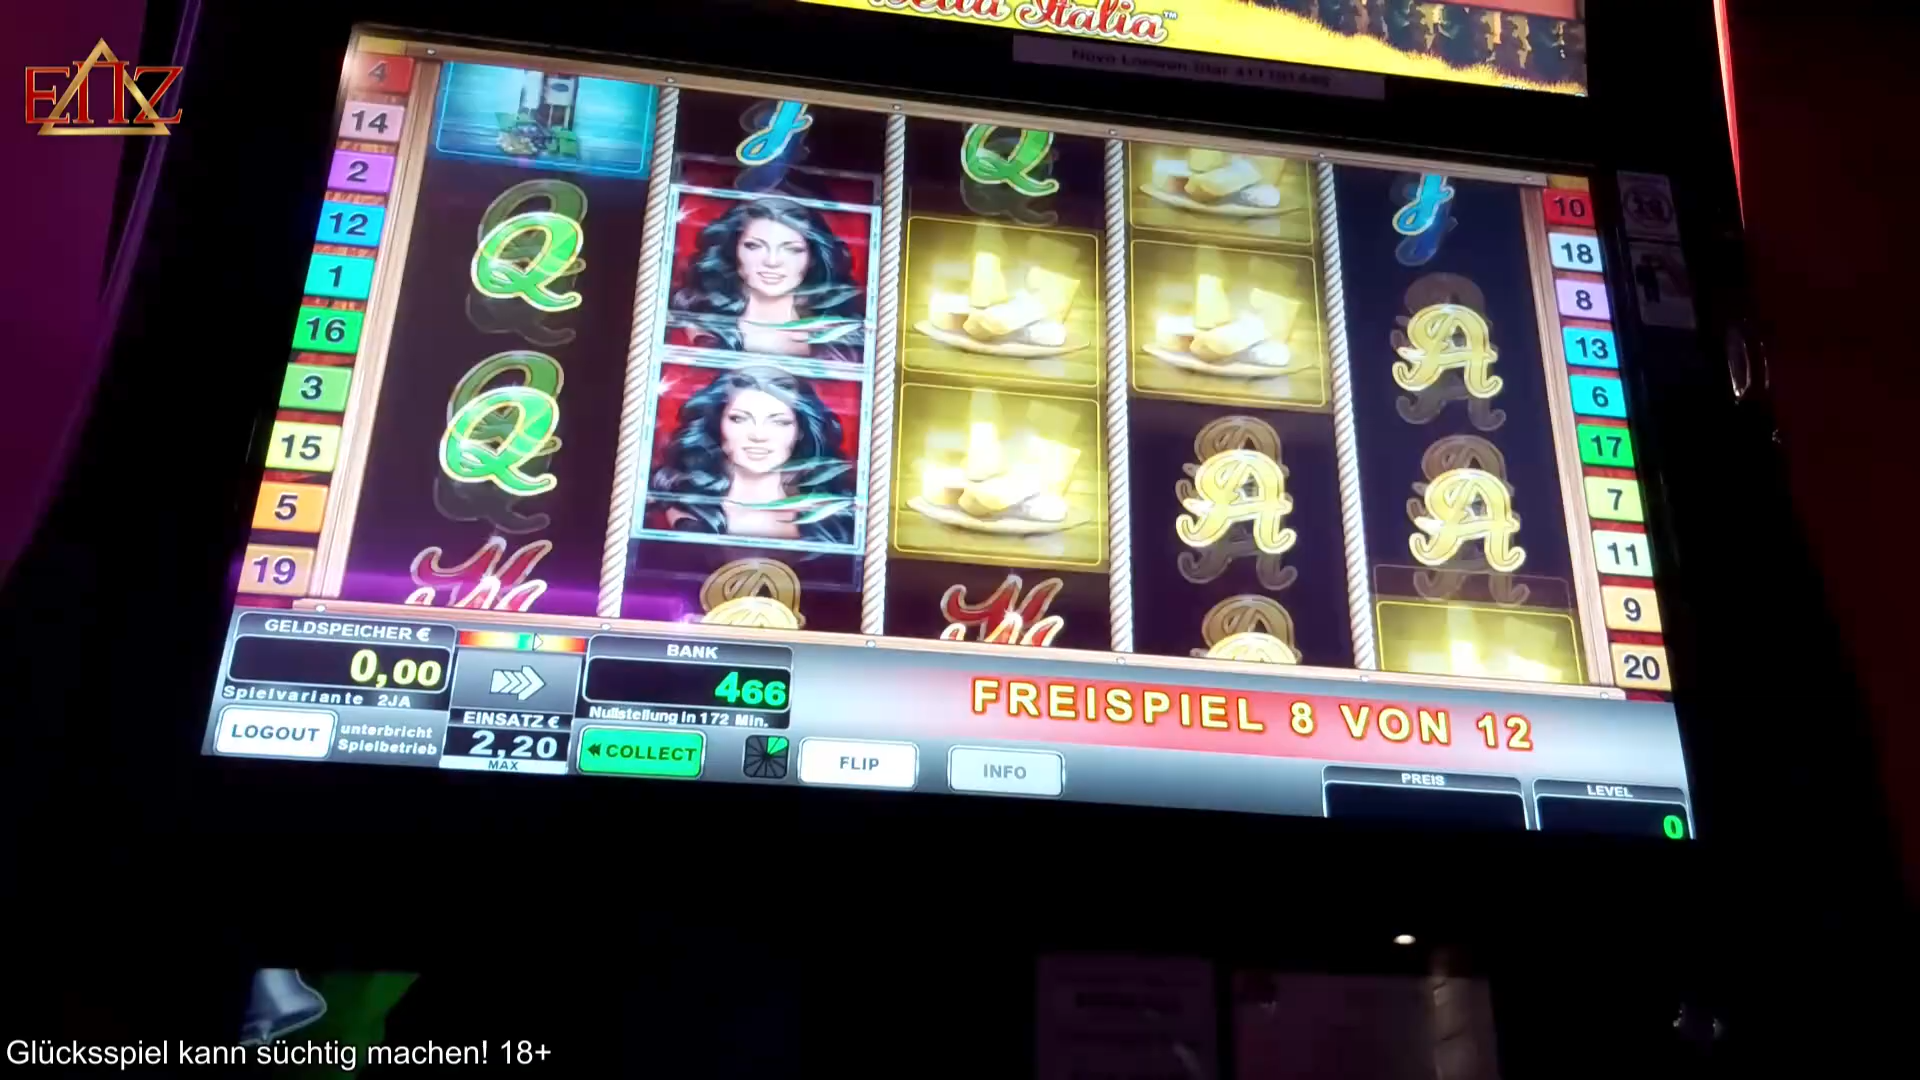 Bella Italia™
EΠZ
4
14
2
12
1
16
3
15
5
19
10
18
8
13
6
17
7
11
9
20
J
Q
J
Q
A
Q
A
A
A
A
GELDSPEICHER €
0,00
Spielvariante 2JA
LOGOUT
unterbricht
Spielbetrieb
EINSATZ €
2,20
MAX
BANK
466
Nullstellung in 172 Min.
COLLECT
FLIP
INFO
FREISPIEL 8 VON 12
PREIS
LEVEL
0
Glücksspiel kann süchtig machen! 18+